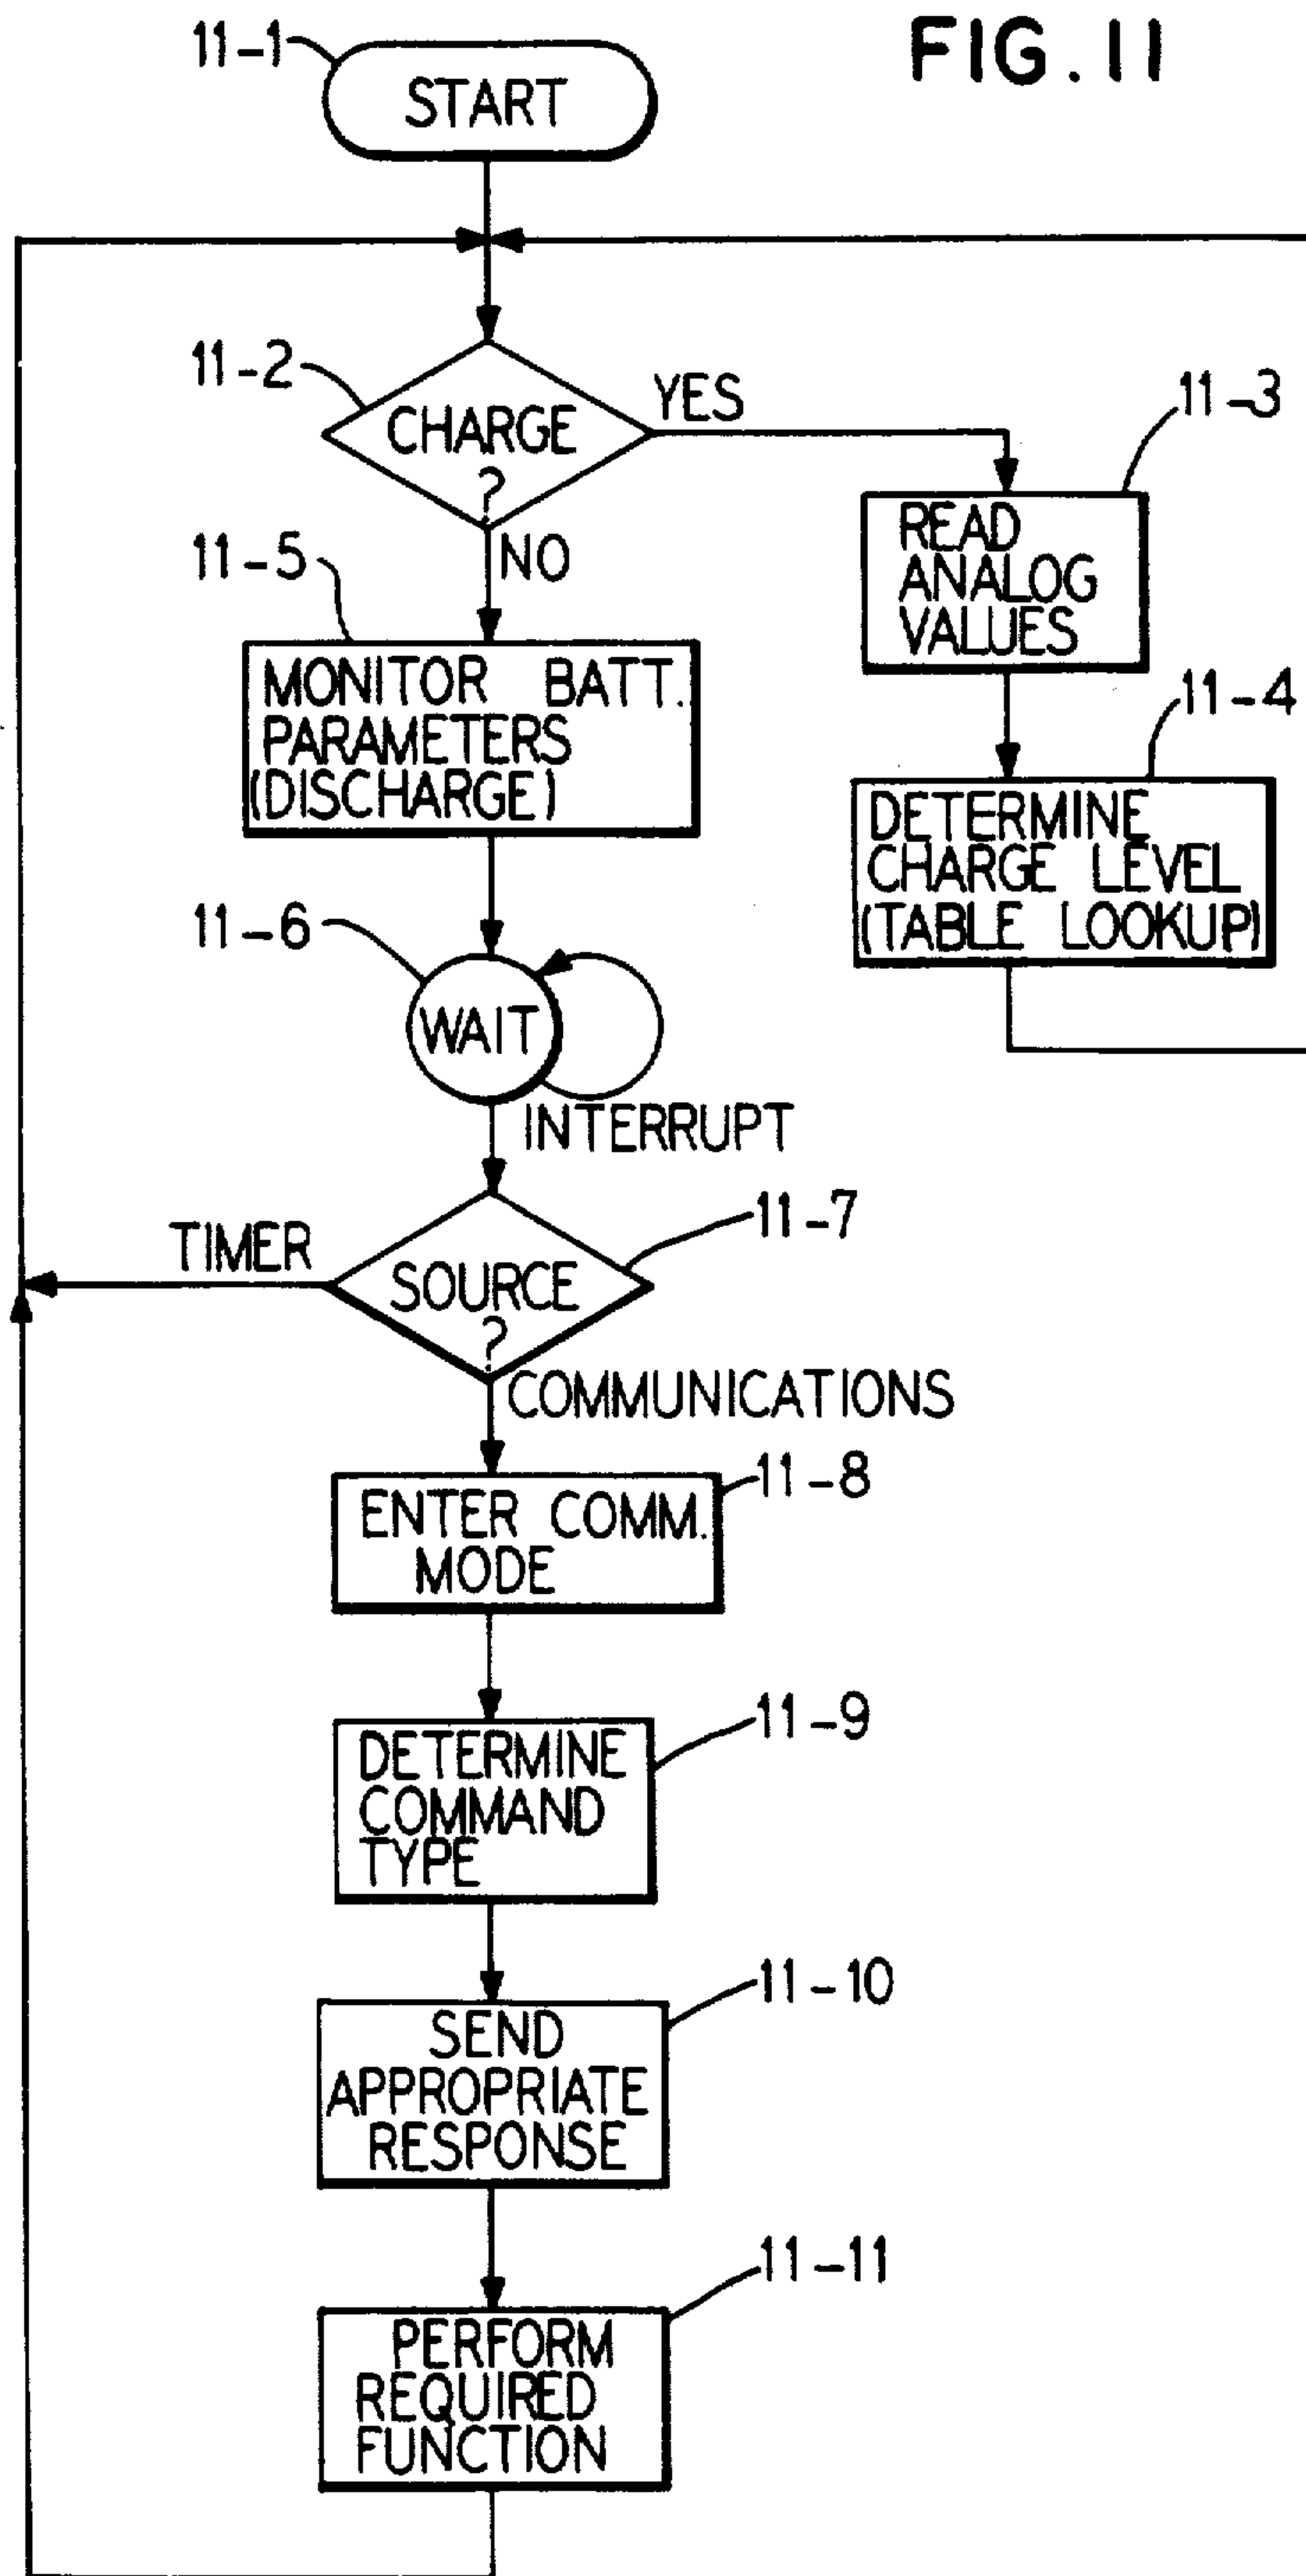 FIG. 11
11-1
START
11-2
CHARGE
?
YES
NO
11-3
READ
ANALOG
VALUES
11-4
DETERMINE
CHARGE LEVEL
(TABLE LOOKUP)
11-5
MONITOR BATT.
PARAMETERS
(DISCHARGE)
11-6
WAIT
INTERRUPT
11-7
SOURCE
?
TIMER
COMMUNICATIONS
11-8
ENTER COMM.
MODE
11-9
DETERMINE
COMMAND
TYPE
11-10
SEND
APPROPRIATE
RESPONSE
11-11
PERFORM
REQUIRED
FUNCTION